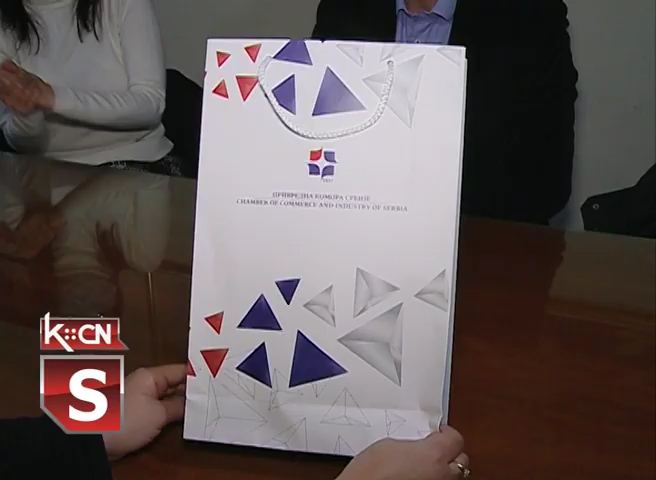 ПРИВРЕДНА КОМОРА СРБИЈЕ
CHAMBER OF COMMERCE AND INDUSTRY OF SERBIA
K::CN
S